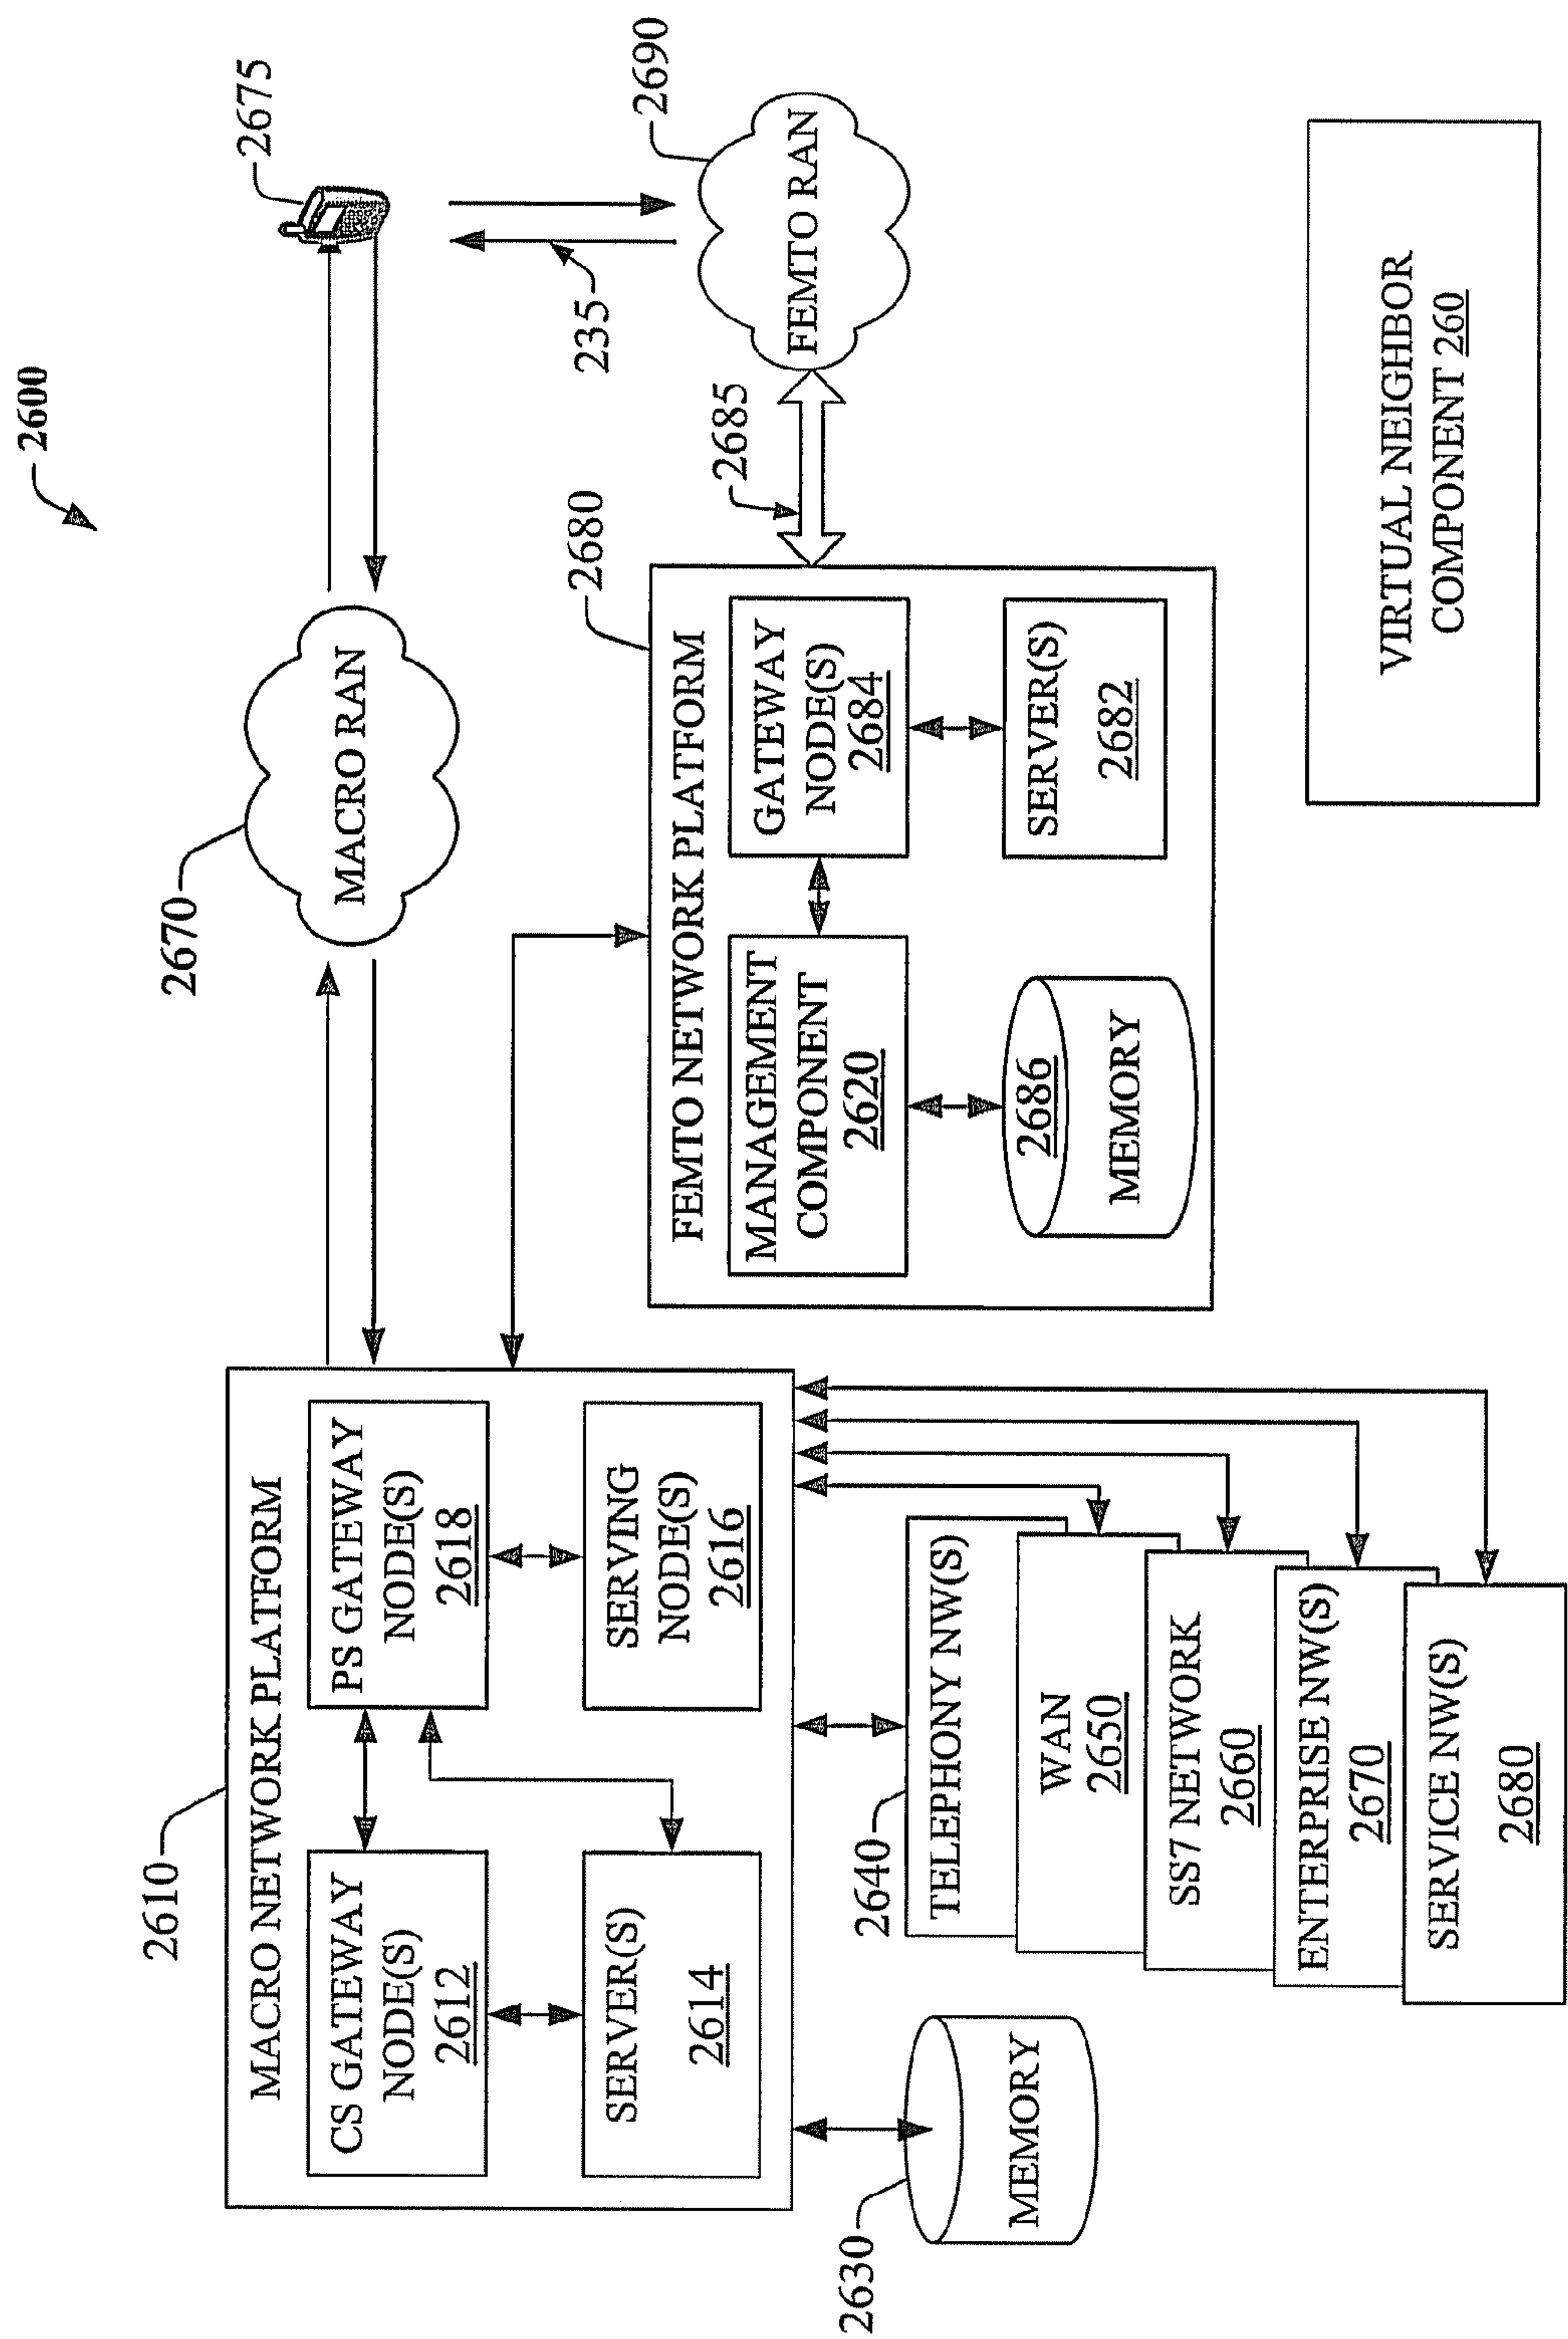 2600
2610
MACRO NETWORK PLATFORM
CS GATEWAY
NODE(S)
2612
PS GATEWAY
NODE(S)
2618
SERVER(S)
2614
SERVING
NODE(S)
2616
2670
MACRO RAN
2675
235
2690
FEMTO RAN
2685
2680
FEMTO NETWORK PLATFORM
MANAGEMENT
COMPONENT
2620
GATEWAY
NODE(S)
2684
2686
MEMORY
SERVER(S)
2682
2630
MEMORY
2640
TELEPHONY NW(S)
WAN
2650
SS7 NETWORK
2660
ENTERPRISE NW(S)
2670
SERVICE NW(S)
2680
VIRTUAL NEIGHBOR
COMPONENT 260